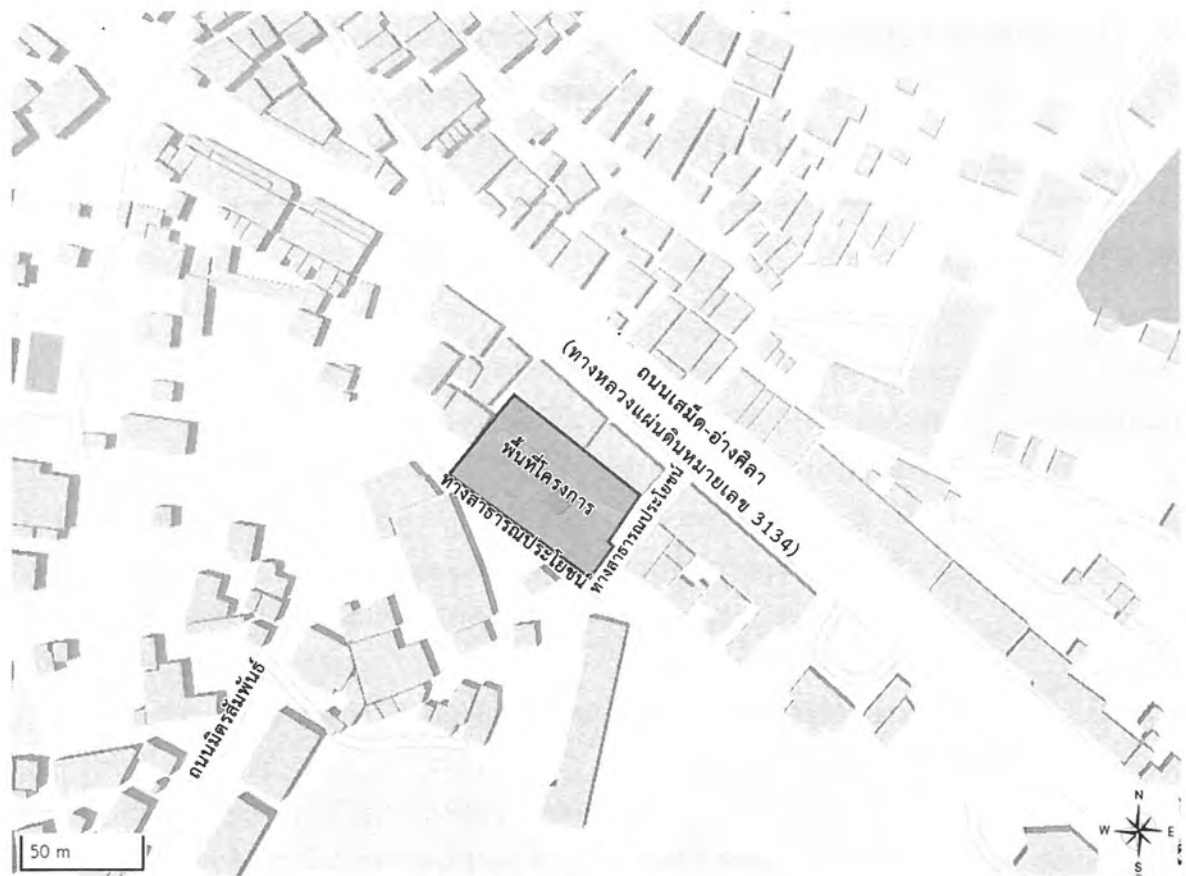 ถนนเสม็ด-อ่างศิลา
(ทางหลวงแผ่นดินหมายเลข 3134)
พื้นที่โครงการ
ทางสาธารณประโยชน์
ทางสาธารณประโยชน์
ถนนมิตรสัมพันธ์
50 m
N
W
E
S